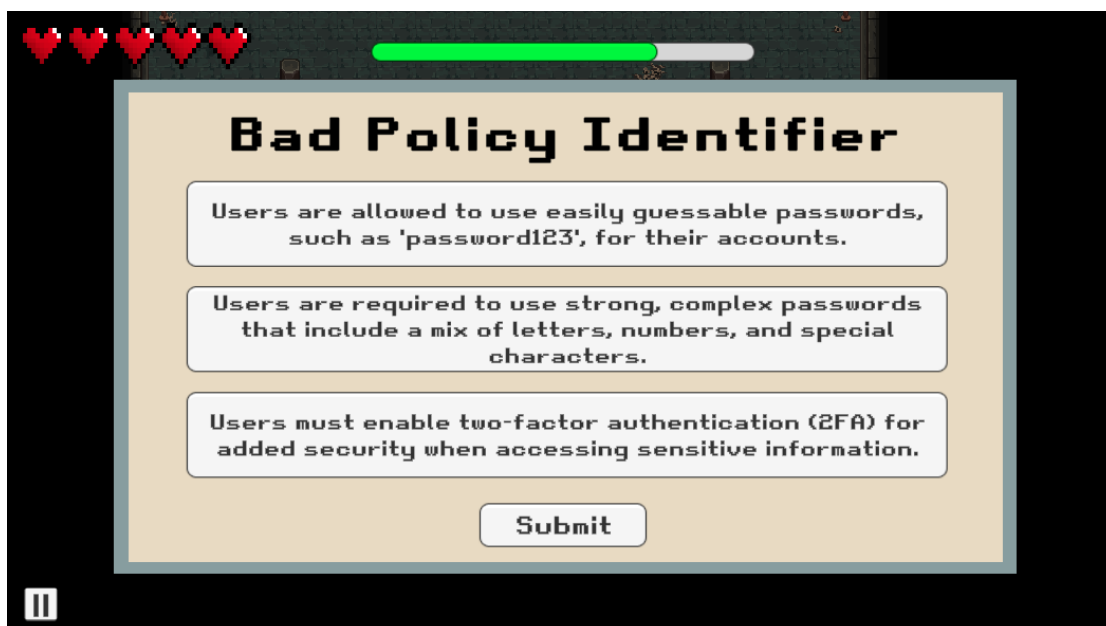 Bad Policy Identifier
Users are allowed to use easily guessable passwords,
such as 'password123', for their accounts.
Users are required to use strong, complex passwords
that include a mix of letters, numbers, and special
characters.
Users must enable two-factor authentication (2FA) for
added security when accessing sensitive information.
Submit